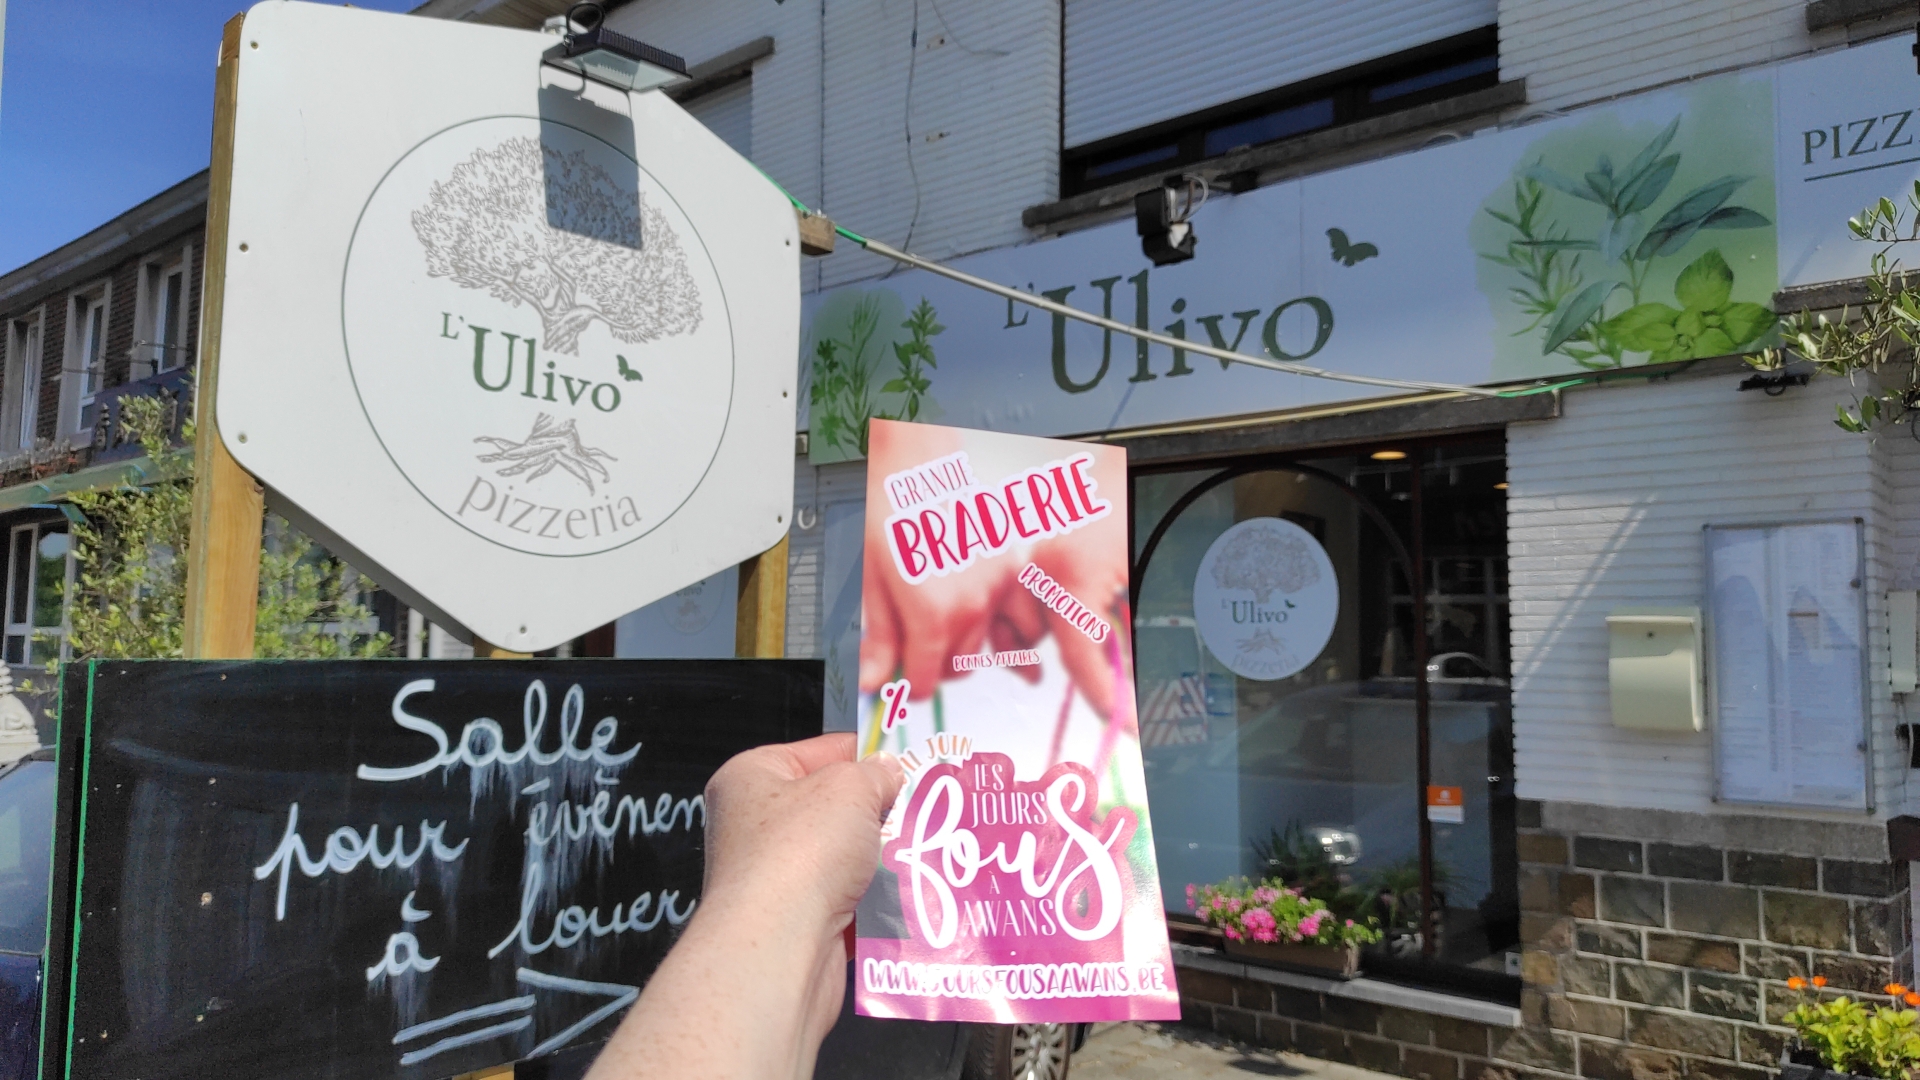 L'Ulivo
pizzeria
L'Ulivo
PIZZ
GRANDE
BRADERIE
PROMOTIONS
BONNES AFFAIRES
%
JUIN
LES
JOURS
fous
À
AWANS
WWW.JOURSFOUSAAWANS.BE
L'Ulivo
pizzeria
Salle
pour évènem
à louer
=>